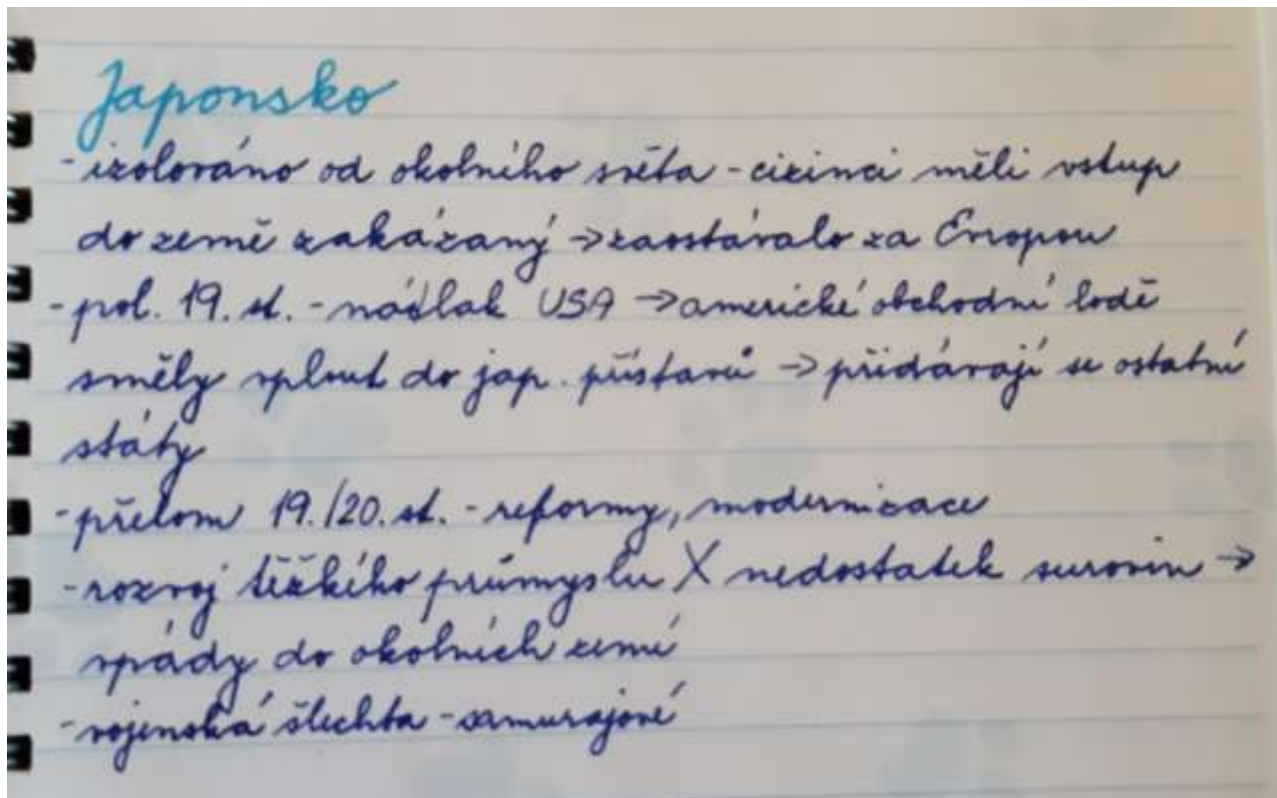 Japonsko
- izolováno od okolního světa - cizinci měli vstup
do země zakázaný → zaostávalo za Evropou
- pol. 19. st. - nátlak USA → americké obchodní lodě
směly vplout do jap. přístavů → přidávají se ostatní
státy
- přelom 19./20. st. - reformy, modernizace
- rozvoj těžkého průmyslu X nedostatek surovin →
vpády do okolních zemí
- vojenská šlechta - samurajové